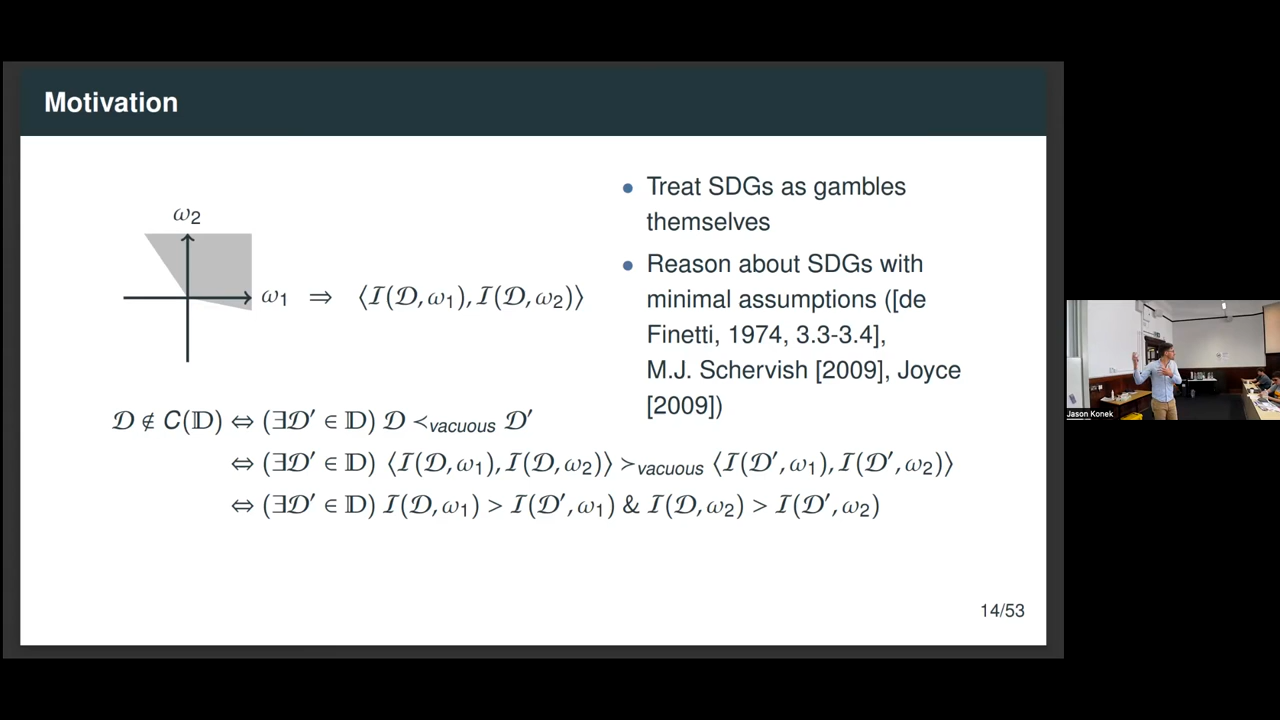 Motivation
ω₂
ω₁ ⇒ ⟨I(D, ω₁), I(D, ω₂)⟩
• Treat SDGs as gambles
themselves
• Reason about SDGs with
minimal assumptions ([de
Finetti, 1974, 3.3-3.4],
M.J. Schervish [2009], Joyce
[2009])
D ∉ C(𝔻) ⇔ (∃D′ ∈ 𝔻) D ≺vacuous D′
⇔ (∃D′ ∈ 𝔻) ⟨I(D, ω₁), I(D, ω₂)⟩ ≻vacuous ⟨I(D′, ω₁), I(D′, ω₂)⟩
⇔ (∃D′ ∈ 𝔻) I(D, ω₁) > I(D′, ω₁) & I(D, ω₂) > I(D′, ω₂)
14/53
Jason Konek